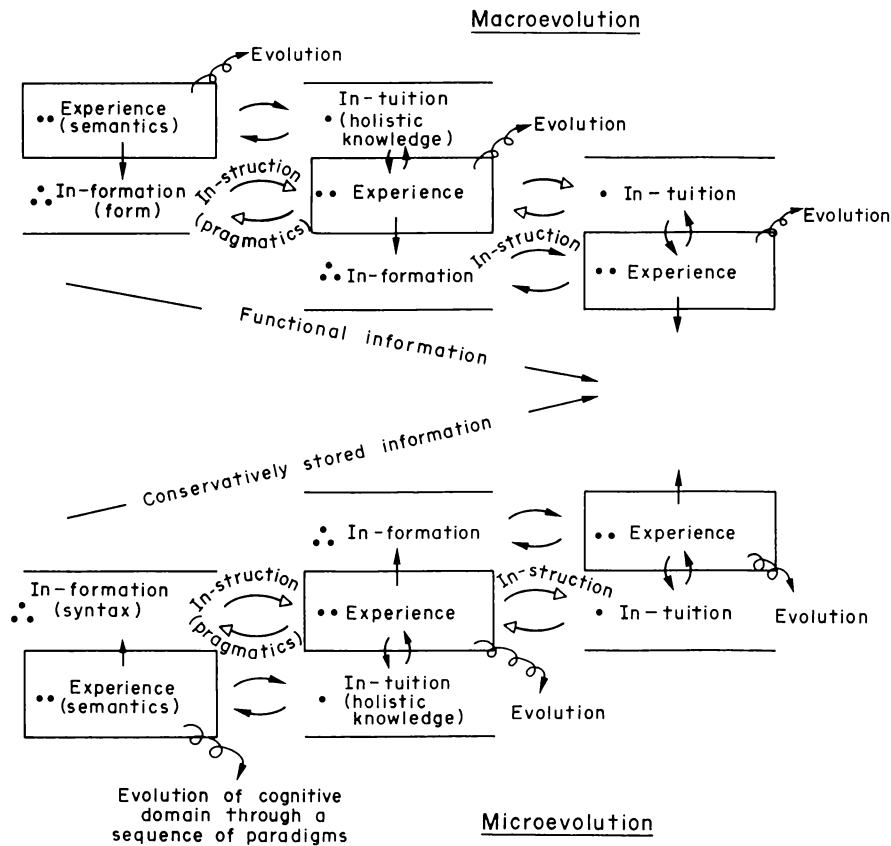 Macroevolution
Evolution
Experience
(semantics)
In-tuition
(holistic
knowledge)
Evolution
In-formation
(form)
In-struction
(pragmatics)
Experience
In-tuition
Evolution
In-formation
In-struction
Experience
Functional information
Conservatively stored information
In-formation
Experience
In-formation
(syntax)
In-struction
(pragmatics)
Experience
In-struction
In-tuition
Evolution
Experience
(semantics)
In-tuition
(holistic
knowledge)
Evolution
Evolution of cognitive
domain through a
sequence of paradigms
Microevolution